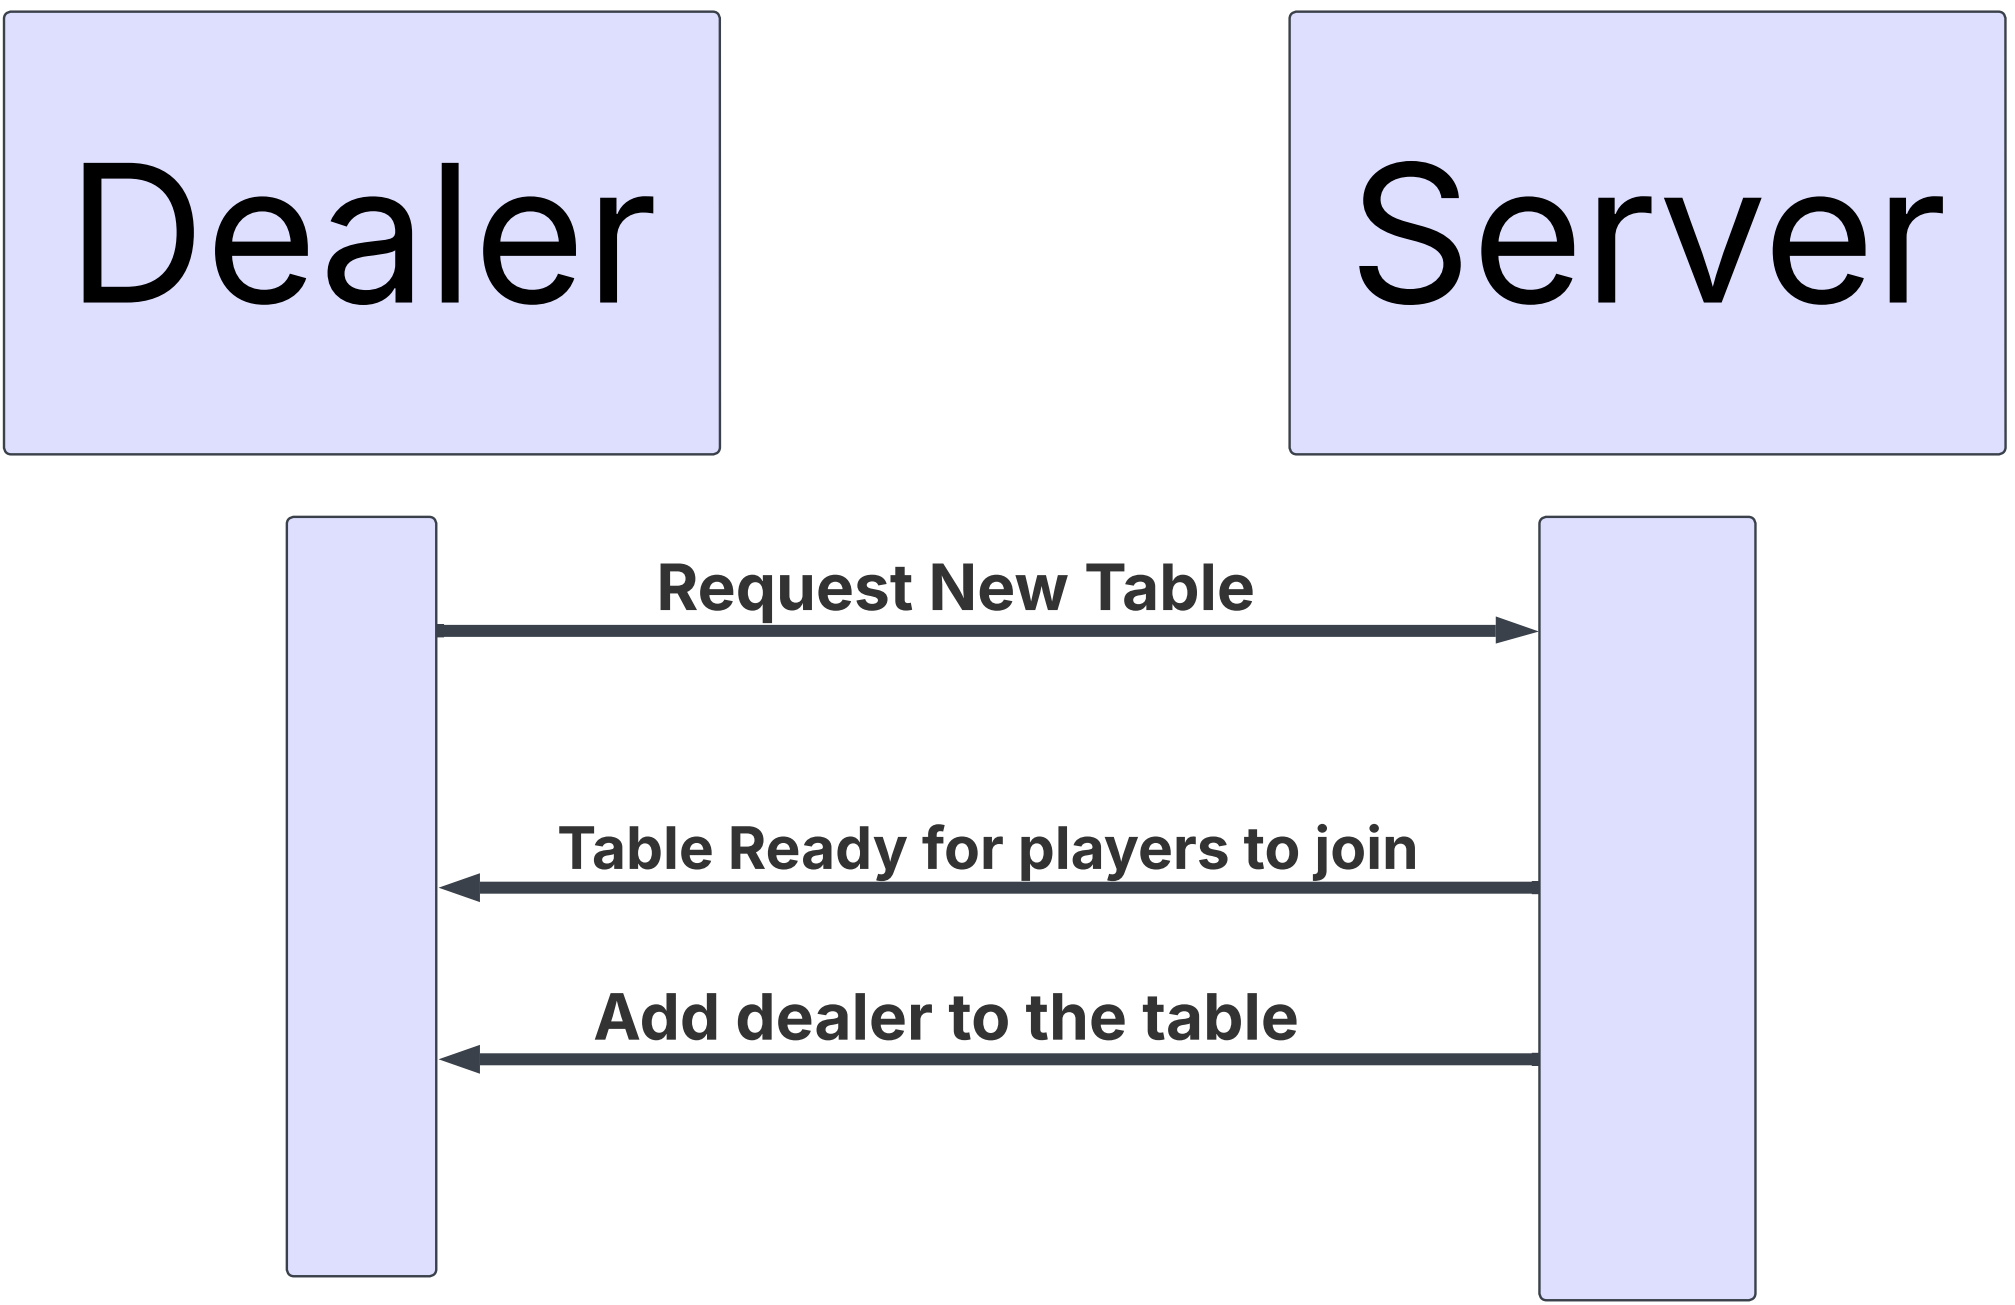 Dealer
Server
Request New Table
Table Ready for players to join
Add dealer to the table